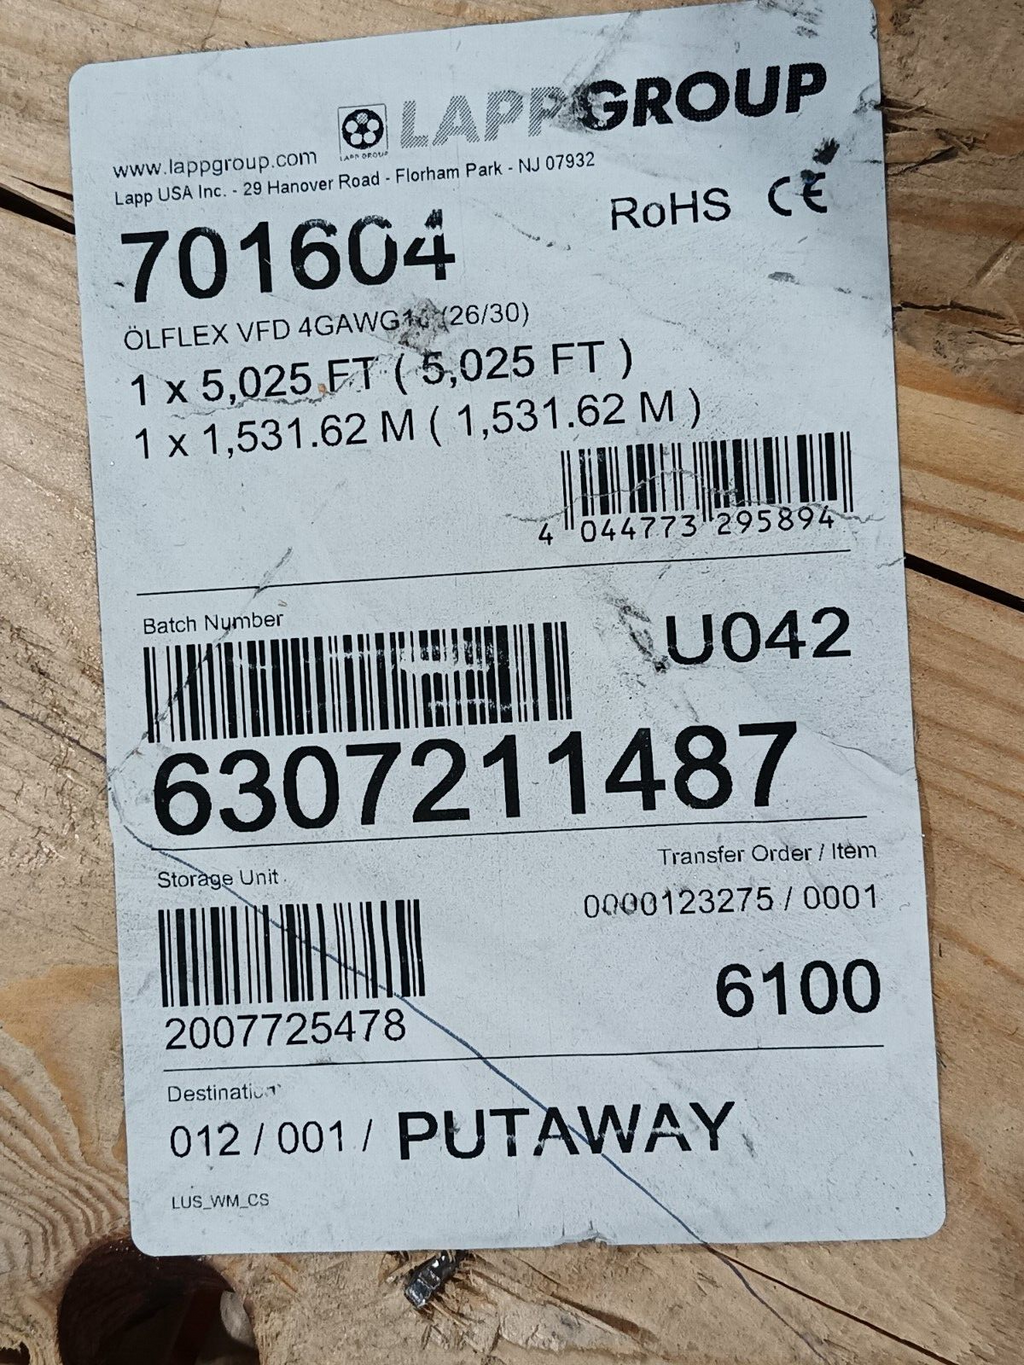 LAPP GROUP
LAPP GROUP
www.lappgroup.com
Lapp USA Inc. - 29 Hanover Road - Florham Park - NJ 07932
RoHS CE
701604
ÖLFLEX VFD 4GAWG (26/30)
1 x 5,025 FT ( 5,025 FT )
1 x 1,531.62 M ( 1,531.62 M )
4 044773 295894
Batch Number
U042
6307211487
Storage Unit
Transfer Order / Item
0000123275 / 0001
6100
2007725478
Destination
012 / 001 / PUTAWAY
LUS_WM_CS